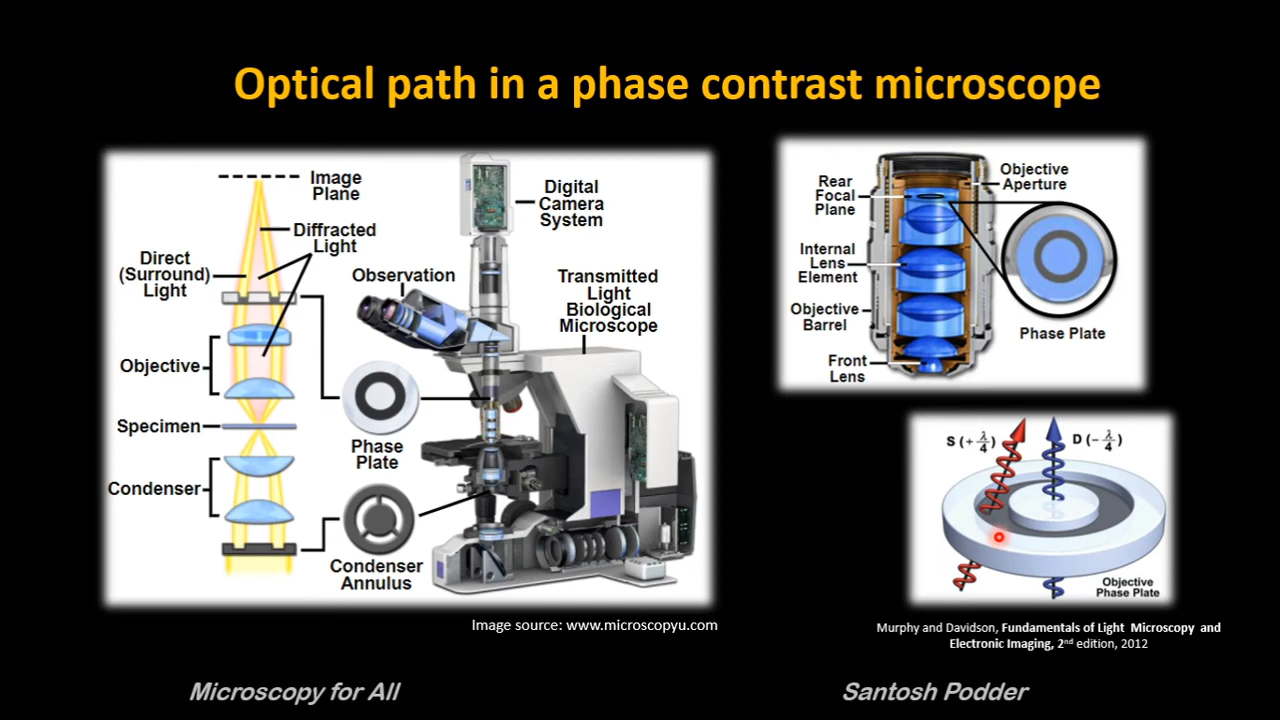 Optical path in a phase contrast microscope
Image
Plane
Diffracted
Light
Direct
(Surround)
Light
Objective
Specimen
Condenser
Observation
Phase
Plate
Condenser
Annulus
Digital
Camera
System
Transmitted
Light
Biological
Microscope
Image source: www.microscopyu.com
Rear
Focal
Plane
Objective
Aperture
Internal
Lens
Element
Objective
Barrel
Front
Lens
Phase Plate
S (+ λ/4)
D (− λ/4)
Objective
Phase Plate
Murphy and Davidson, Fundamentals of Light Microscopy and
Electronic Imaging, 2nd edition, 2012
Microscopy for All
Santosh Podder